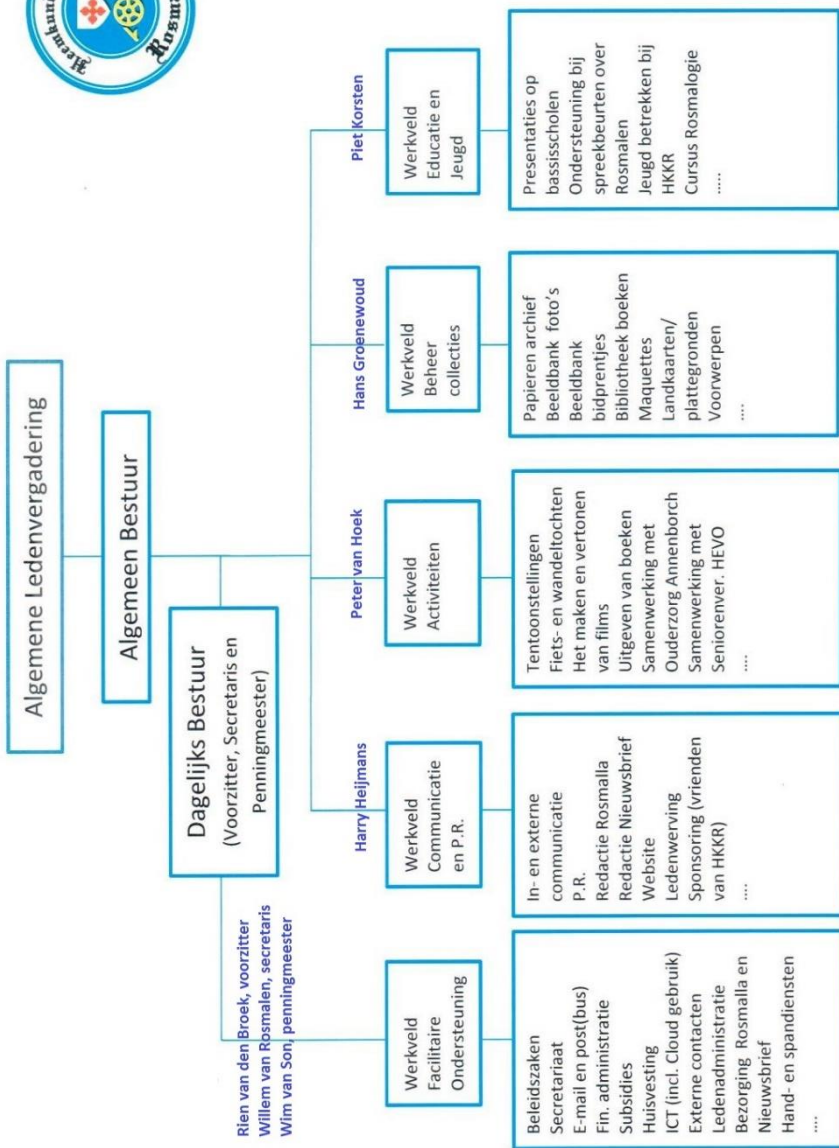 Heemkun
Rosma
Algemene Ledenvergadering
Algemeen Bestuur
Dagelijks Bestuur
(Voorzitter, Secretaris en
Penningmeester)
Rien van den Broek, voorzitter
Willem van Rosmalen, secretaris
Wim van Son, penningmeester
Harry Heijmans
Peter van Hoek
Hans Groenewoud
Piet Korsten
Werkveld
Facilitaire
Ondersteuning
Werkveld
Communicatie
en P.R.
Werkveld
Activiteiten
Werkveld
Beheer
collecties
Werkveld
Educatie en
Jeugd
Beleidszaken
Secretariaat
E-mail en post(bus)
Fin. administratie
Subsidies
Huisvesting
ICT (incl. Cloud gebruik)
Externe contacten
Ledenadministratie
Bezorging Rosmalla en
Nieuwsbrief
Hand- en spandiensten
....
In- en externe
communicatie
P.R.
Redactie Rosmalla
Redactie Nieuwsbrief
Website
Ledenwerving
Sponsoring (vrienden
van HKKR)
....
Tentoonstellingen
Fiets- en wandeltochten
Het maken en vertonen
van films
Uitgeven van boeken
Samenwerking met
Ouderzorg Annenborch
Samenwerking met
Seniorenver. HEVO
....
Papieren archief
Beeldbank foto's
Beeldbank
bidprentjes
Bibliotheek boeken
Maquettes
Landkaarten/
plattegronden
Voorwerpen
....
Presentaties op
bassisscholen
Ondersteuning bij
spreekbeurten over
Rosmalen
Jeugd betrekken bij
HKKR
Cursus Rosmalogie
.....